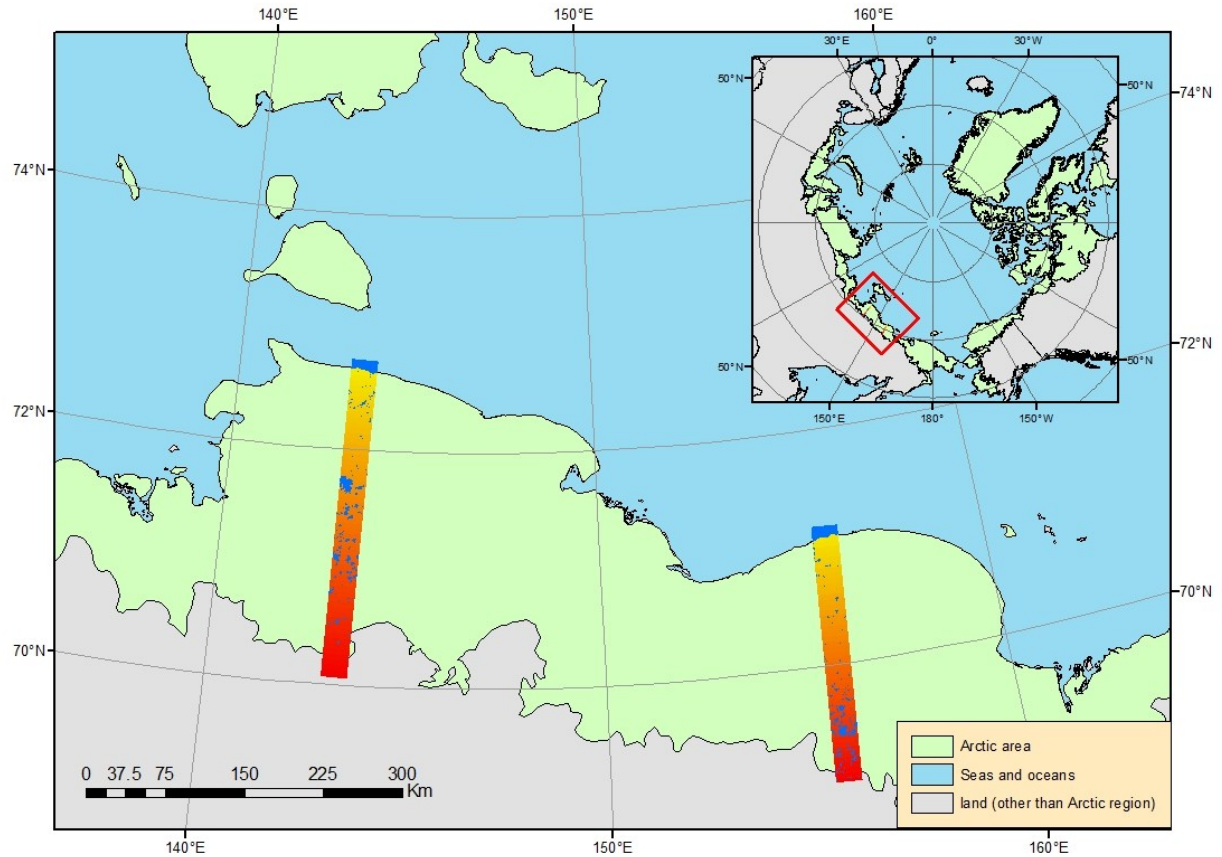 140°E 150°E 160°E
30°E 0° 30°W
50°N 50°N
50°N 50°N
150°E 180° 150°W
74°N
74°N
72°N
72°N
70°N
70°N
0 37.5 75 150 225 300
Km
Arctic area
Seas and oceans
land (other than Arctic region)
140°E 150°E 160°E